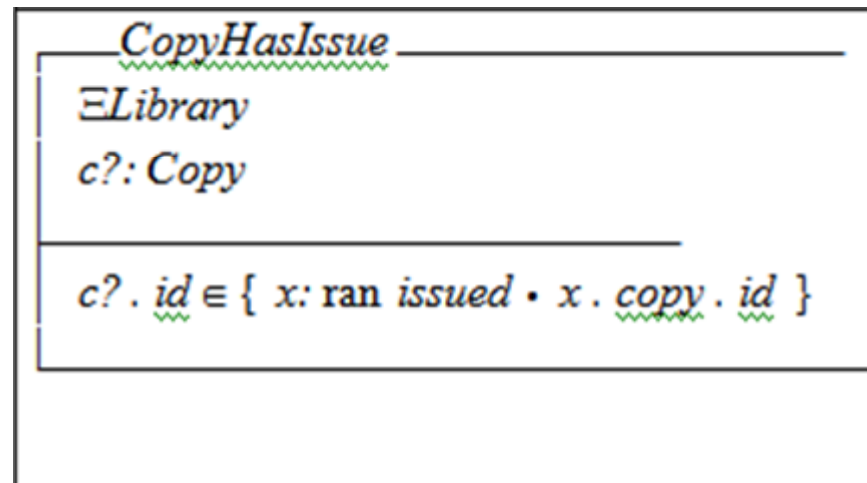 CopyHasIssue
ΞLibrary
c?: Copy
c? . id ∈ { x: ran issued • x . copy . id }